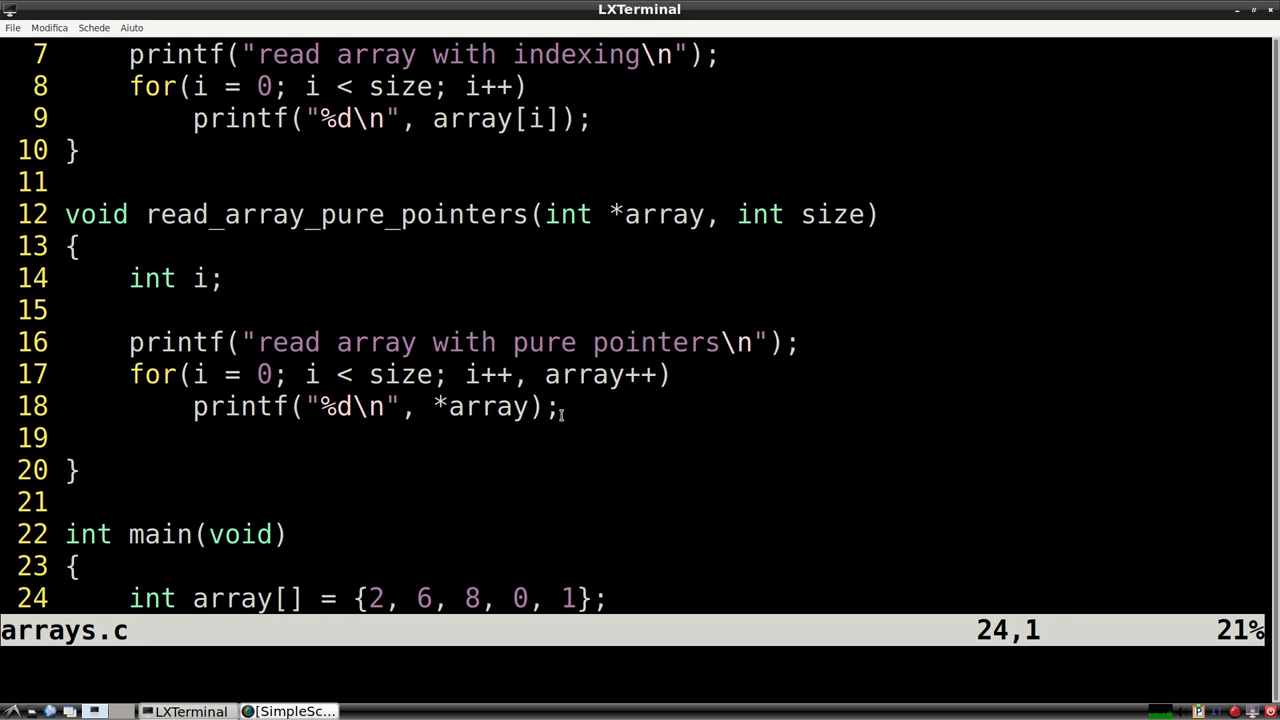 LXTerminal
File Modifica Schede Aiuto
7     printf("read array with indexing\n");
8     for(i = 0; i < size; i++)
9         printf("%d\n", array[i]);
10 }
11
12 void read_array_pure_pointers(int *array, int size)
13 {
14     int i;
15
16     printf("read array with pure pointers\n");
17     for(i = 0; i < size; i++, array++)
18         printf("%d\n", *array);
19
20 }
21
22 int main(void)
23 {
24     int array[] = {2, 6, 8, 0, 1};
arrays.c 24,1 21%
LXTerminal [SimpleSc...